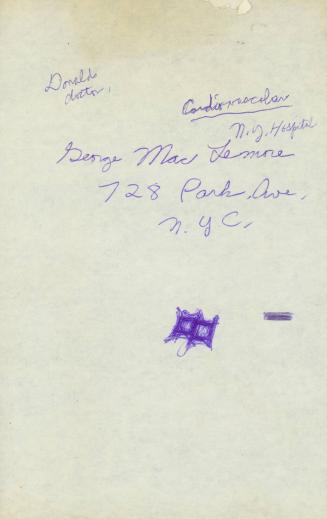 Donald
doctor,
Cardiovascular
N.Y. Hospital
George Mac Lemore
728 Park Ave,
N.Y.C.